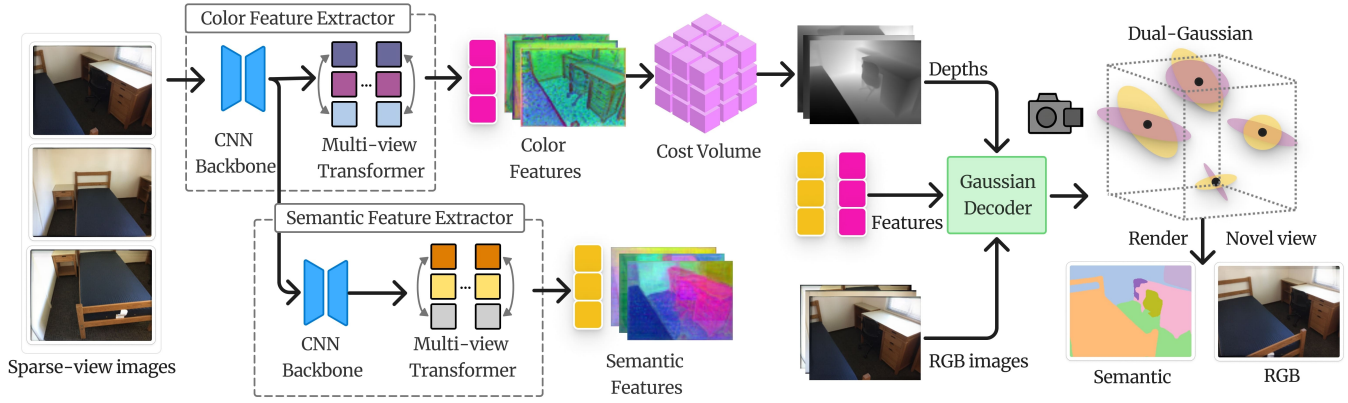 Color Feature Extractor
CNN
Backbone
...
Multi-view
Transformer
Color
Features
Cost Volume
Depths
Dual-Gaussian
Gaussian
Decoder
Features
Semantic Feature Extractor
CNN
Backbone
...
Multi-view
Transformer
Semantic
Features
RGB images
Render
Novel view
Semantic
RGB
Sparse-view images